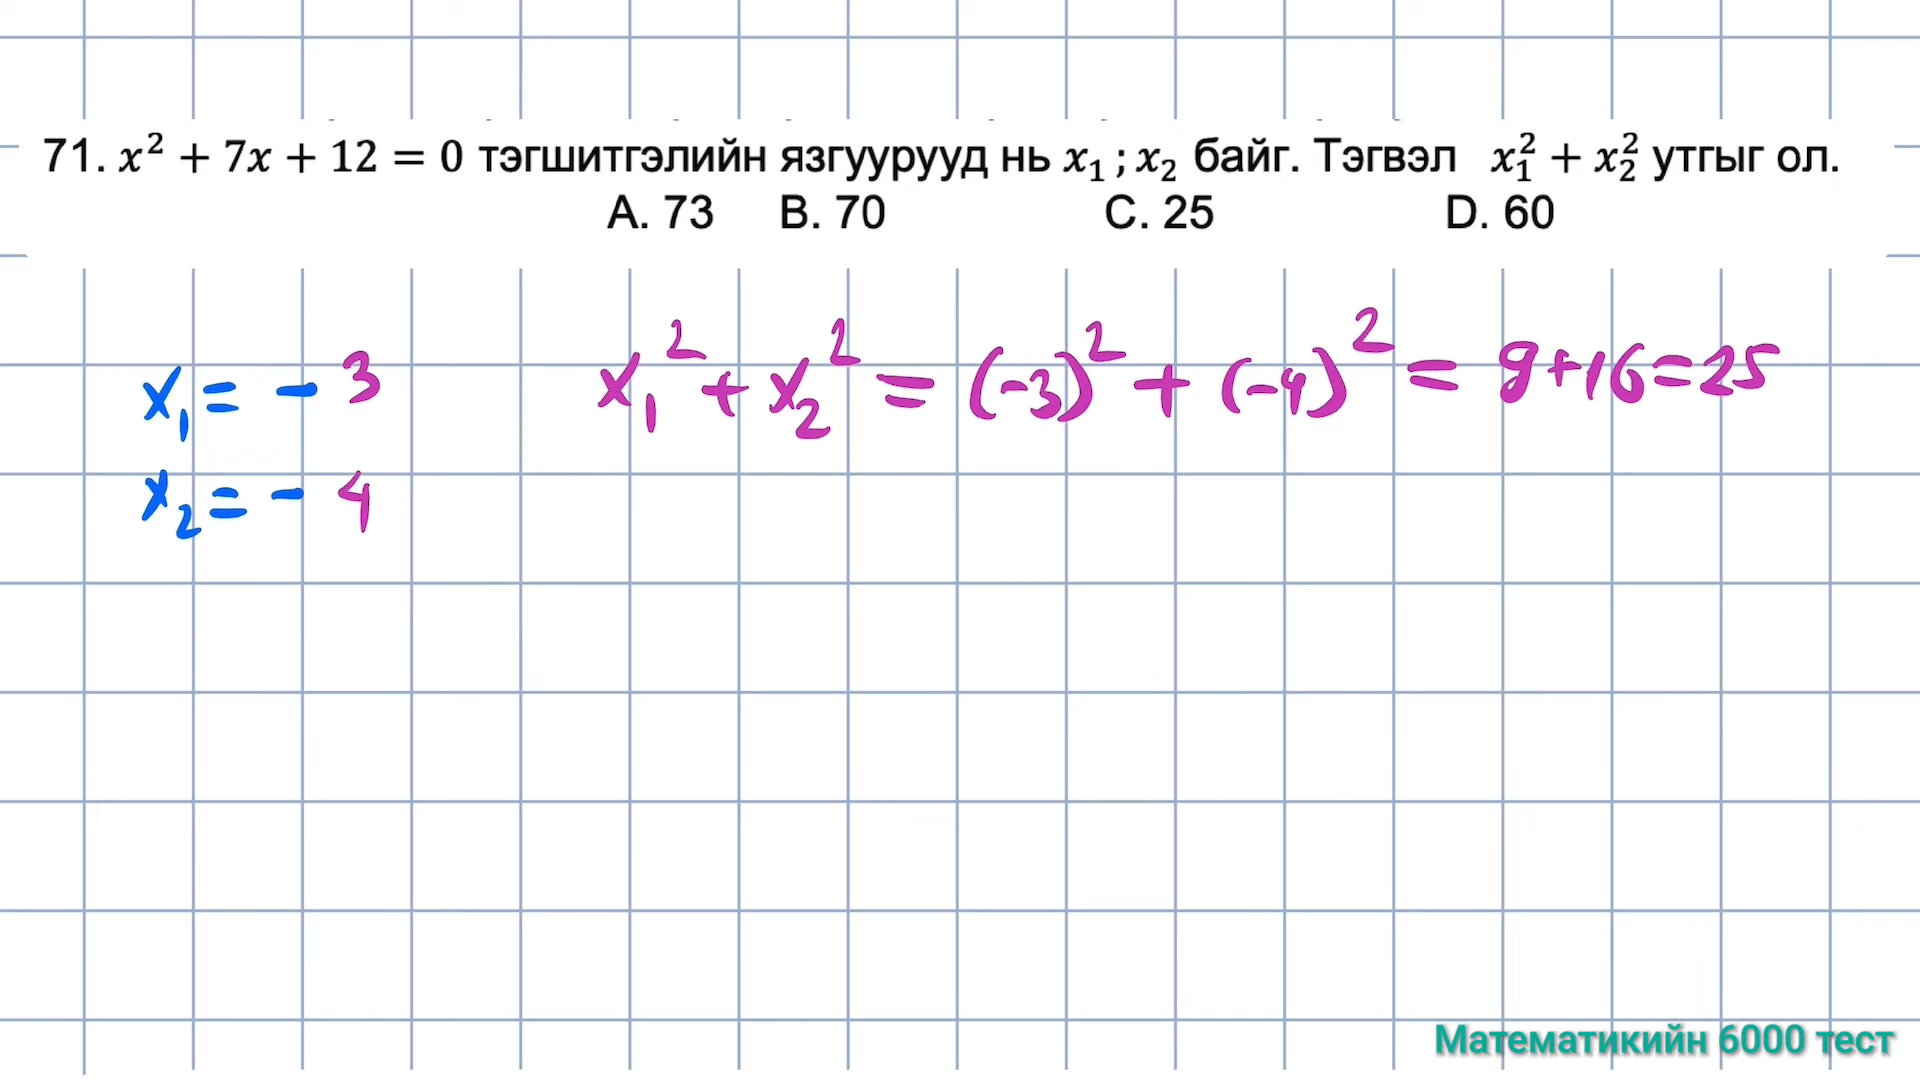 71. x² + 7x + 12 = 0 тэгшитгэлийн язгуурууд нь x₁ ; x₂ байг. Тэгвэл x₁² + x₂² утгыг ол.
A. 73 B. 70 C. 25 D. 60
x₁ = - 3 x₁² + x₂² = (-3)² + (-4)² = 9+16=25
x₂ = - 4
Математикийн 6000 тест